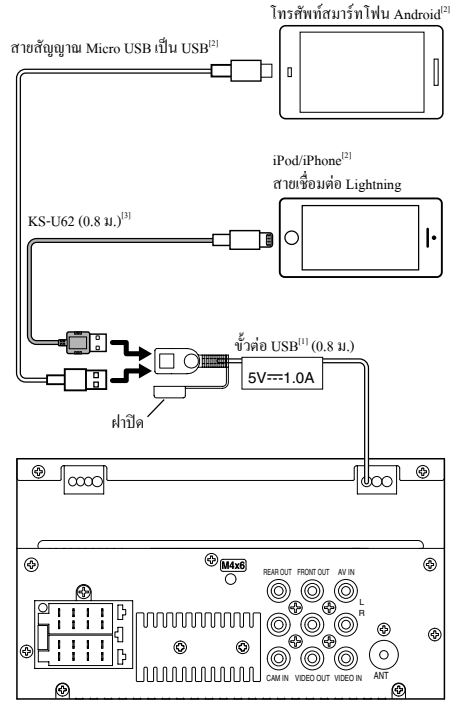 โทรศัพท์สมาร์ทโฟน Android[2]
สายสัญญาณ Micro USB เป็น USB[2]
iPod/iPhone[2]
สายเชื่อมต่อ Lightning
KS-U62 (0.8 ม.)[3]
ขั้วต่อ USB[1] (0.8 ม.)
5V⎓1.0A
ฝาปิด
M4x6
REAR OUT FRONT OUT AV IN
L
R
CAM IN VIDEO OUT VIDEO IN
ANT